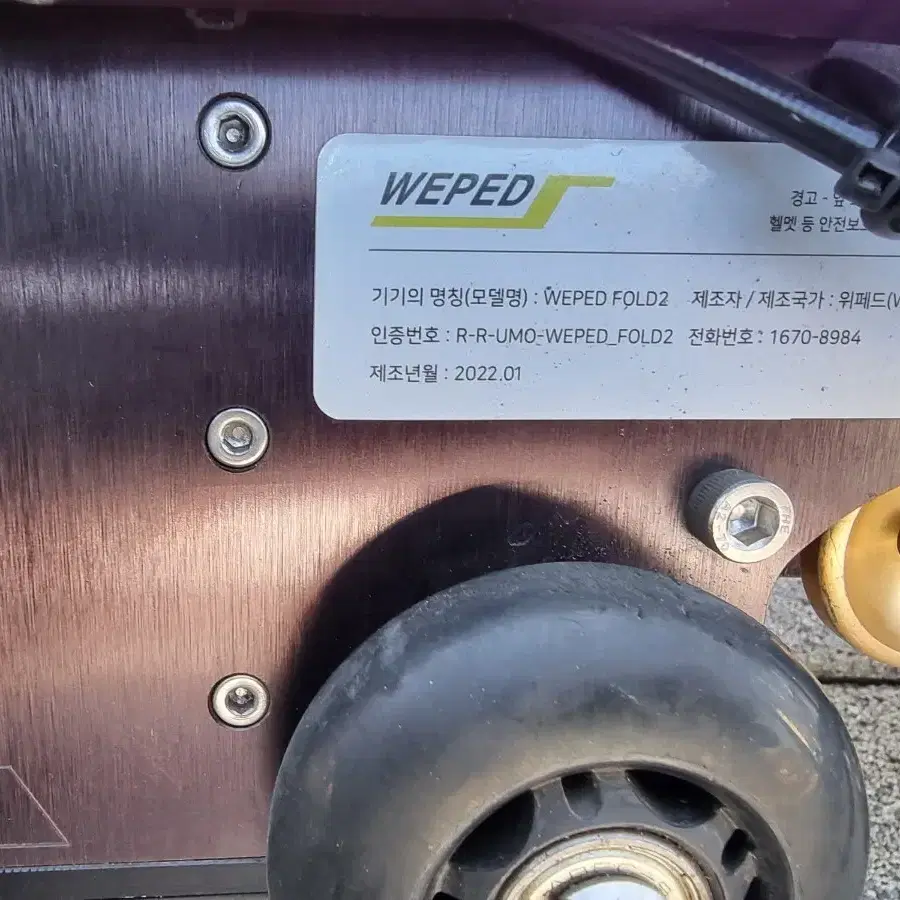 WEPED
경고 -
헬멧 등 안전보
기기의 명칭(모델명) : WEPED FOLD2 제조자 / 제조국가 : 위페드(W
인증번호 : R-R-UMO-WEPED_FOLD2 전화번호 : 1670-8984
제조년월 : 2022.01
THE
A2